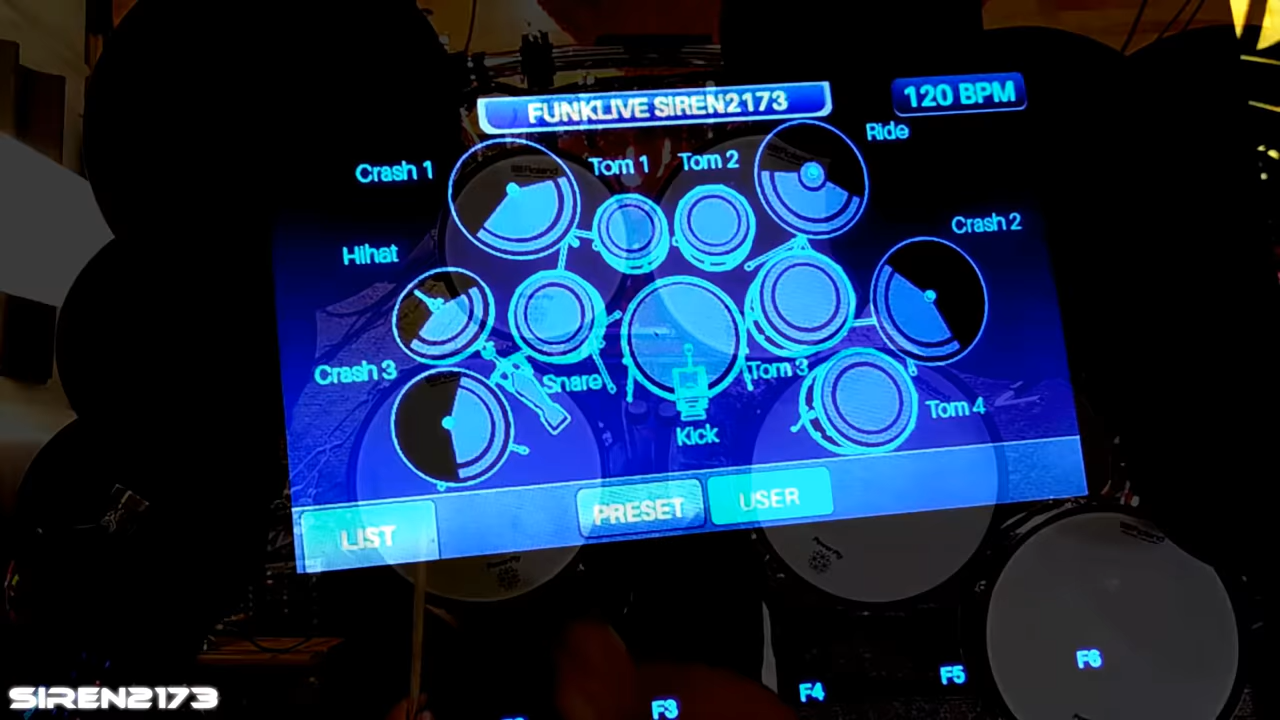 FUNKLIVE SIREN2173
120 BPM
Ride
Crash 1
Tom 1
Tom 2
Crash 2
Hihat
Crash 3
Snare
Tom 3
Tom 4
Kick
LIST
PRESET
USER
F3
F4
F5
F6
Roland
SIREN2173